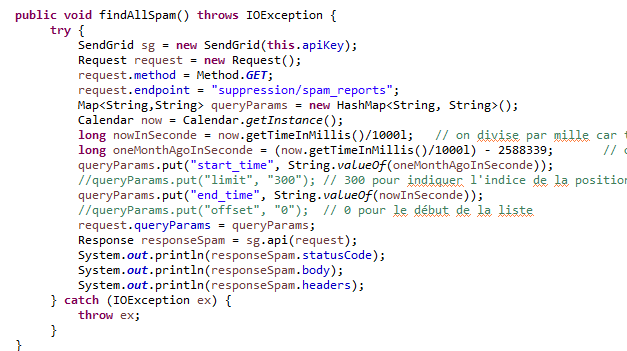 public void findAllSpam() throws IOException {
try {
SendGrid sg = new SendGrid(this.apiKey);
Request request = new Request();
request.method = Method.GET;
request.endpoint = "suppression/spam_reports";
Map<String,String> queryParams = new HashMap<String, String>();
Calendar now = Calendar.getInstance();
long nowInSeconde = now.getTimeInMillis()/1000l;   // on divise par mille car
long oneMonthAgoInSeconde = (now.getTimeInMillis()/1000l) - 2588339;   //
queryParams.put("start_time", String.valueOf(oneMonthAgoInSeconde));
//queryParams.put("limit", "300"); // 300 pour indiquer l'indice de la position
queryParams.put("end_time", String.valueOf(nowInSeconde));
//queryParams.put("offset", "0");  // 0 pour le début de la liste
request.queryParams = queryParams;
Response responseSpam = sg.api(request);
System.out.println(responseSpam.statusCode);
System.out.println(responseSpam.body);
System.out.println(responseSpam.headers);
} catch (IOException ex) {
throw ex;
}
}